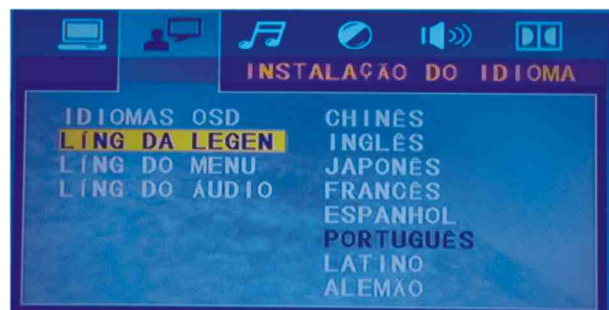 INSTALAÇÃO DO IDIOMA
IDIOMAS OSD
LÍNG DA LEGEN
LÍNG DO MENU
LÍNG DO ÁUDIO
CHINÊS
INGLÊS
JAPONÊS
FRANCÊS
ESPANHOL
PORTUGUÊS
LATINO
ALEMÃO